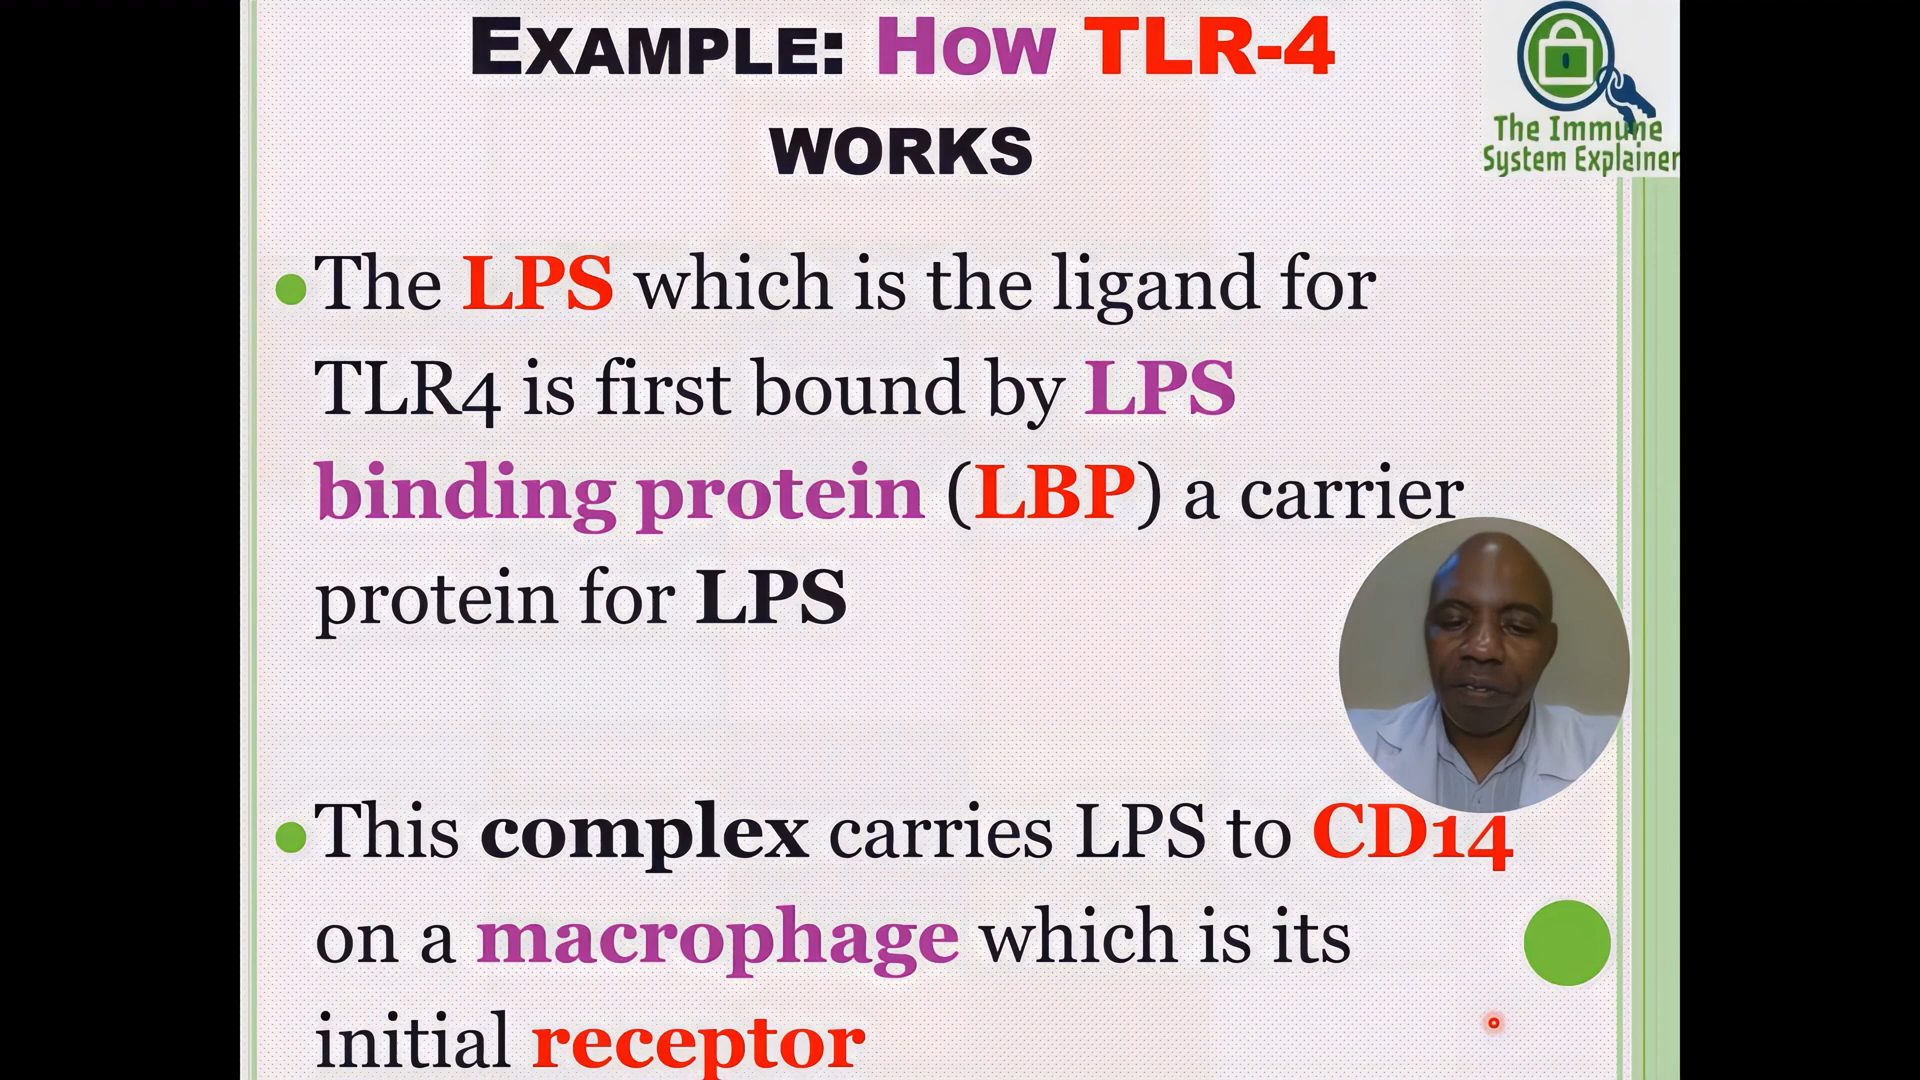 EXAMPLE: HOW TLR-4
WORKS
The Immune
System Explainer
The LPS which is the ligand for
TLR4 is first bound by LPS
binding protein (LBP) a carrier
protein for LPS
This complex carries LPS to CD14
on a macrophage which is its
initial receptor